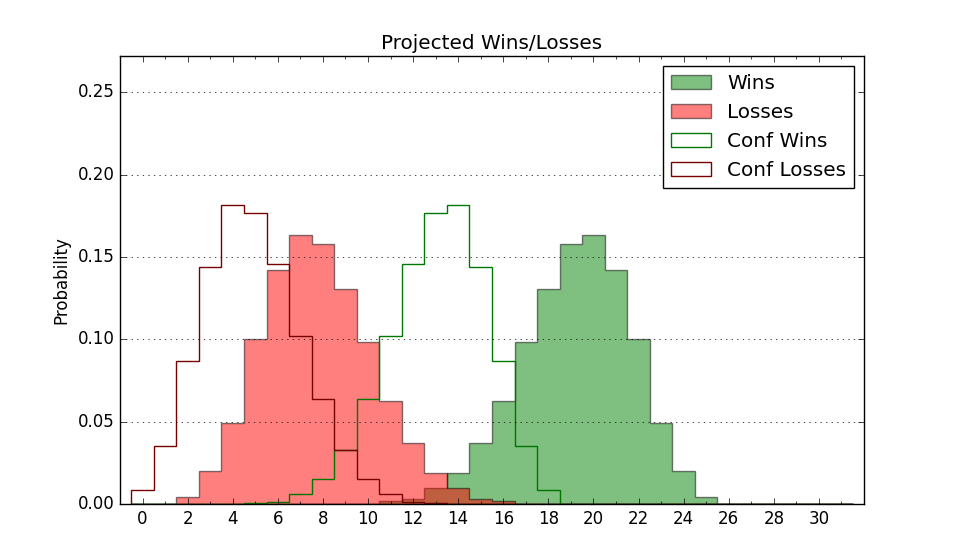 Projected Wins/Losses
Wins
Losses
Conf Wins
Conf Losses
Probability
0.25
0.20
0.15
0.10
0.05
0.00
0 2 4 6 8 10 12 14 16 18 20 22 24 26 28 30